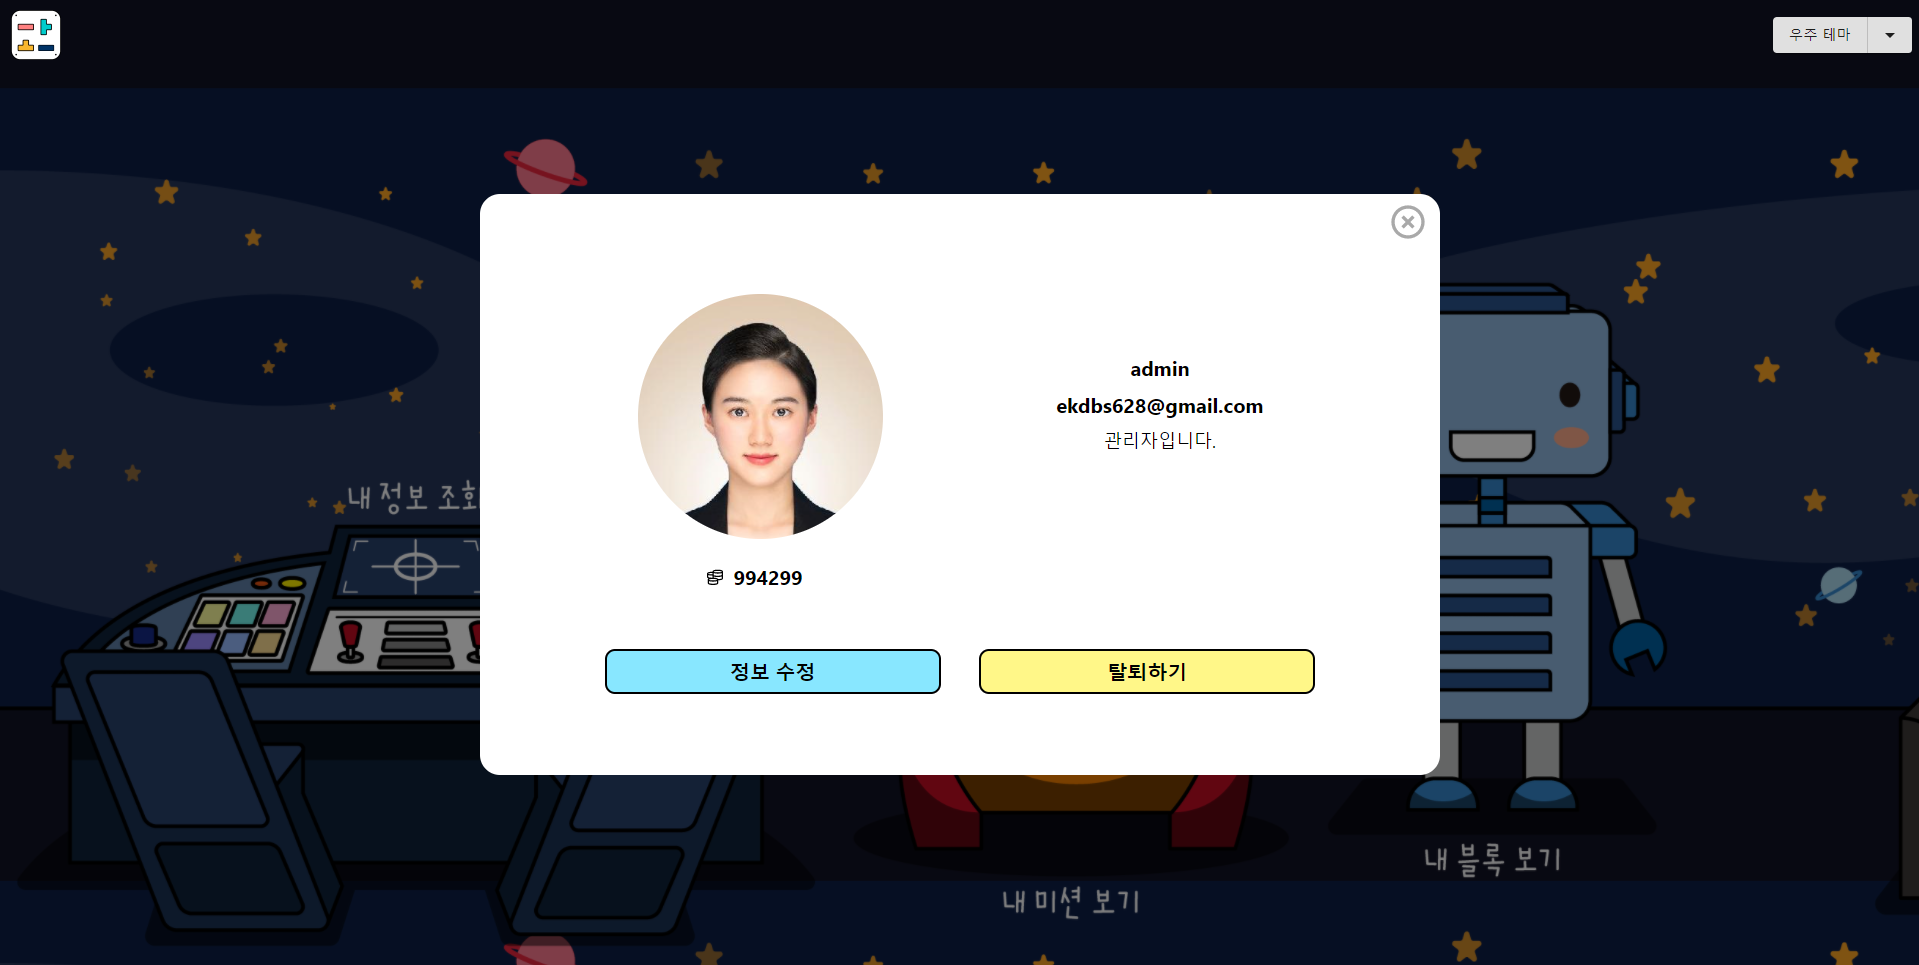 우주 테마
admin
ekdbs628@gmail.com
관리자입니다.
내 정보 조회
994299
정보 수정
탈퇴하기
내 블록 보기
내 미션 보기